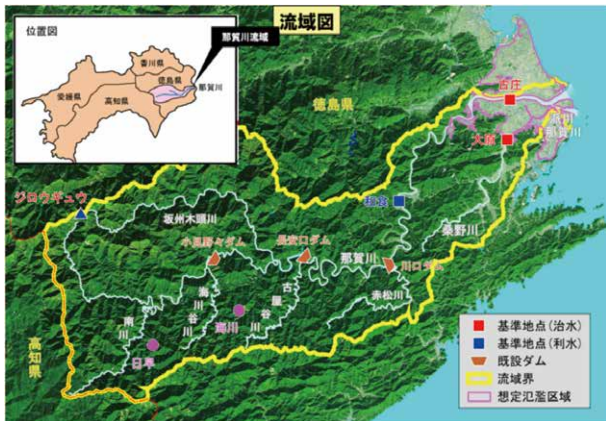 流域図
位置図
那賀川流域
香川県
徳島県
愛媛県
高知県
那賀川
徳島県
古庄
大原
那賀川
ジロウギュウ
坂州木頭川
和食
桑野川
小見野々ダム
長安口ダム
那賀川
川口ダム
赤松川
南川
海川谷川
海川
古屋谷川
日早
高知県
基準地点(治水)
基準地点(利水)
既設ダム
流域界
想定氾濫区域